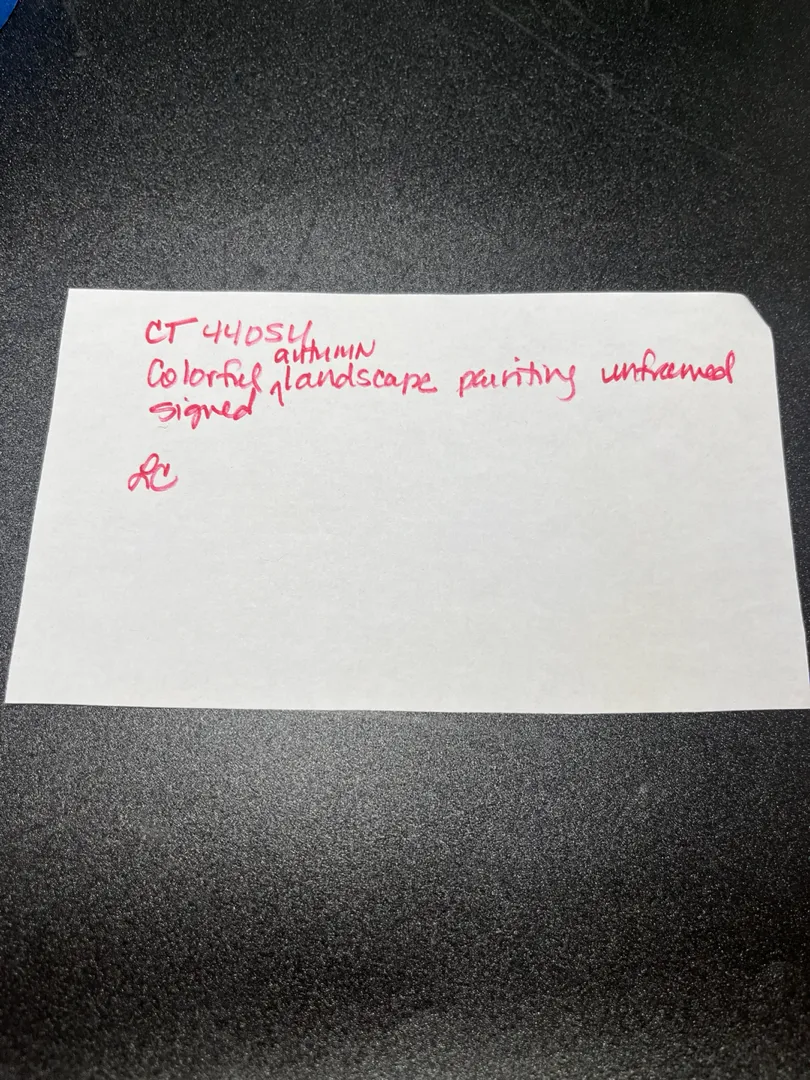 CT 44054
Colorful autumn landscape painting unframed
signed
LC